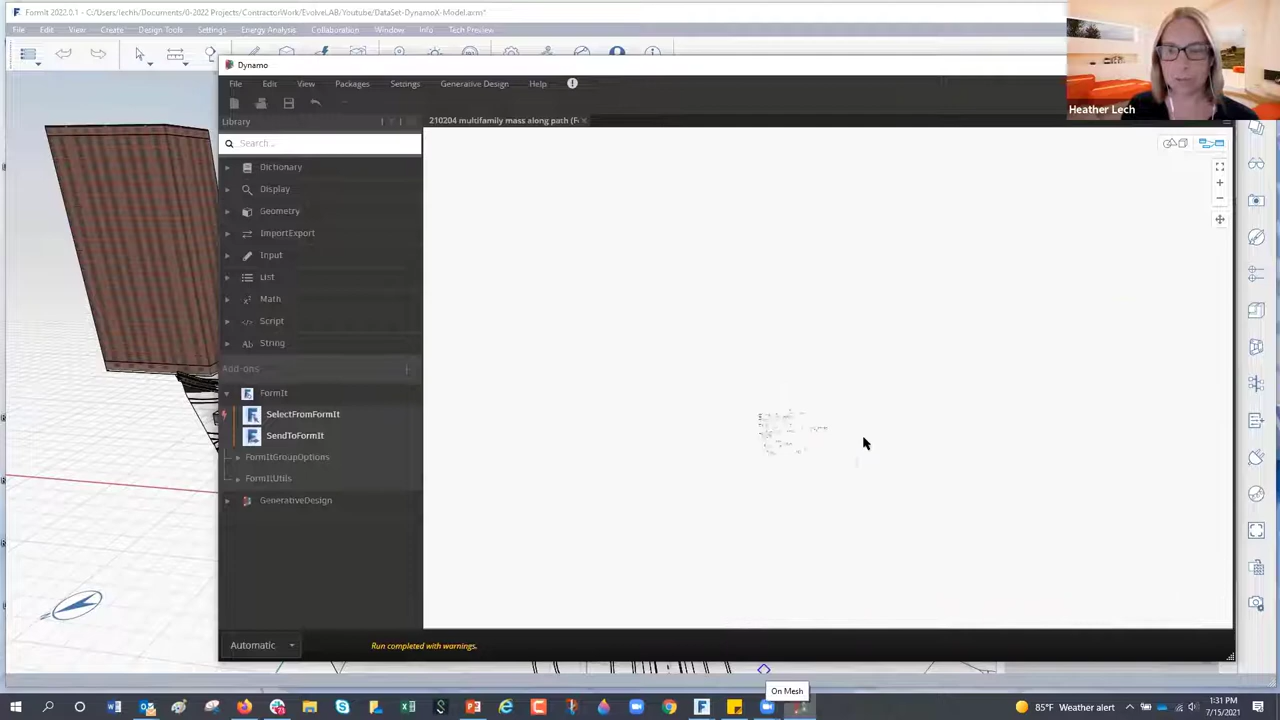 FormIt 2022.0.1 - C:/Users/lechh/Documents/0-2022 Projects/ContractorWork/EvolveLAB/Youtube/DataSet-DynamoX-Model.axm*
File Edit View Create Design Tools Settings Energy Analysis Collaboration Window Info Tech Preview
Heather Lech
Dynamo
File Edit View Packages Settings Generative Design Help
Library
210204 multifamily mass along path (F
Search...
Dictionary
Display
Geometry
ImportExport
Input
List
Math
Script
String
Add-ons
FormIt
SelectFromFormIt
SendToFormIt
FormItGroupOptions
FormItUtils
GenerativeDesign
Automatic
Run completed with warnings.
On Mesh
85°F Weather alert
1:31 PM
7/15/2021